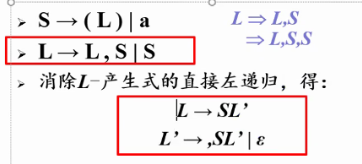 S → ( L ) | a
L ⇒ L,S
⇒ L,S,S
L → L , S | S
消除L-产生式的直接左递归，得：
L → SL’
L’ → ,SL’ | ε